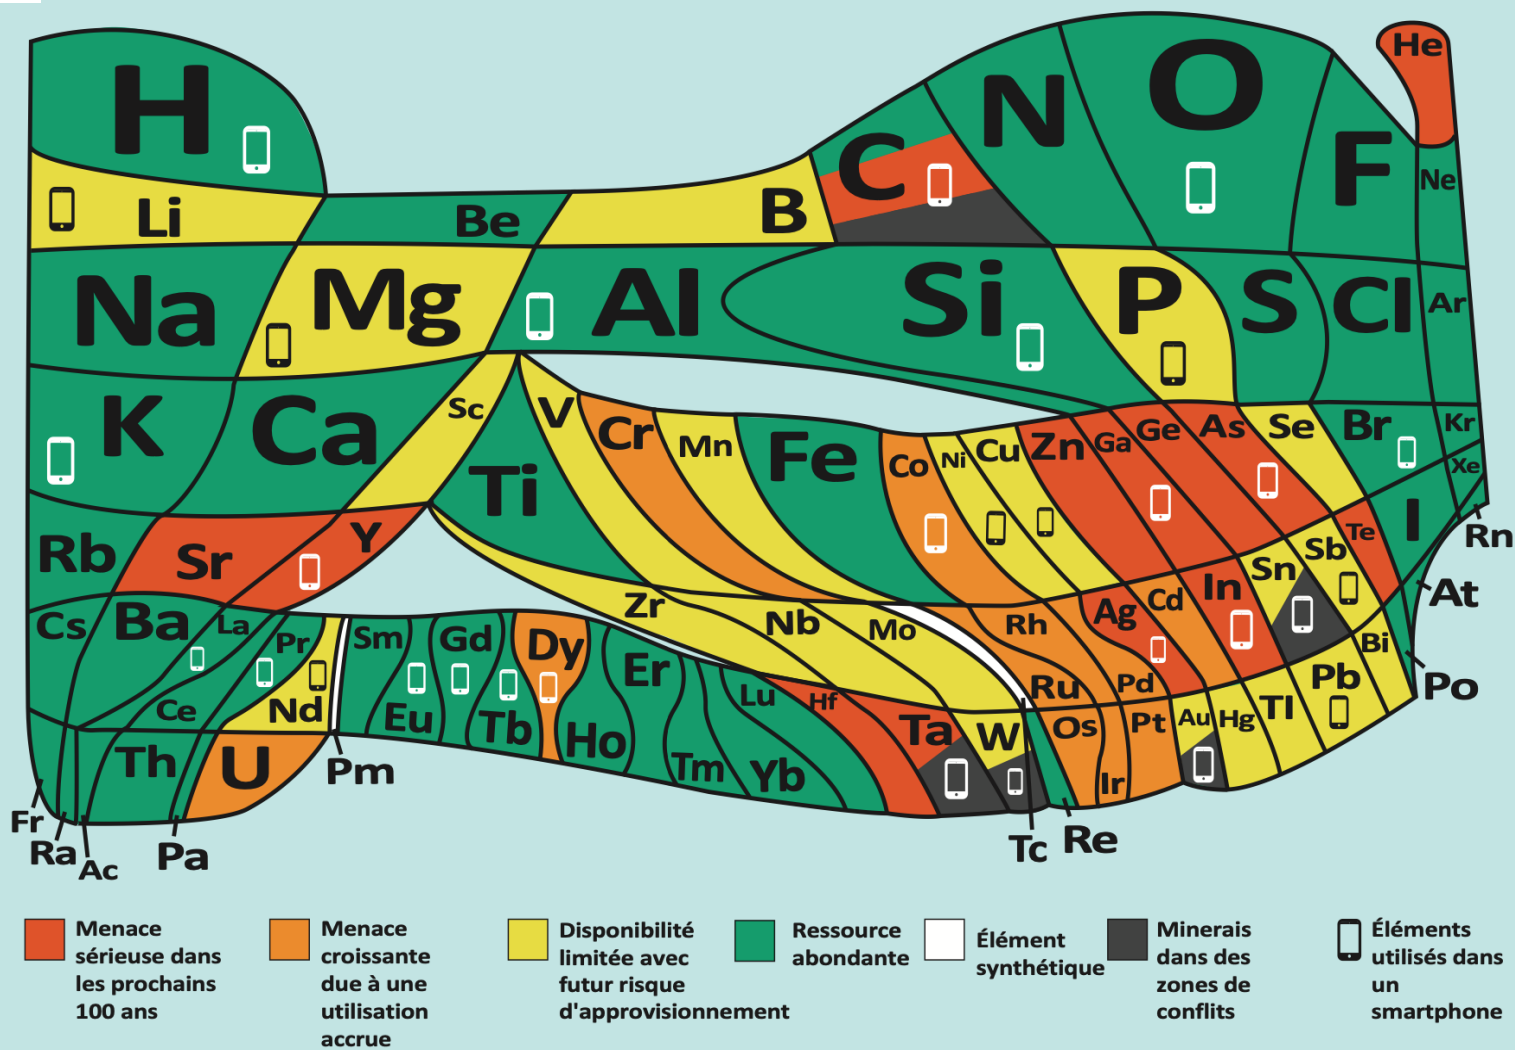 H
He
Li
Be
B
C
N
O
F
Ne
Na
Mg
Al
Si
P
S
Cl
Ar
K
Ca
Sc
Ti
V
Cr
Mn
Fe
Co
Ni
Cu
Zn
Ga
Ge
As
Se
Br
Kr
Rb
Sr
Y
Zr
Nb
Mo
Tc
Ru
Rh
Pd
Ag
Cd
In
Sn
Sb
Te
I
Xe
Cs
Ba
La
Ce
Pr
Nd
Pm
Sm
Eu
Gd
Tb
Dy
Ho
Er
Tm
Yb
Lu
Hf
Ta
W
Re
Os
Ir
Pt
Au
Hg
Tl
Pb
Bi
Po
At
Rn
Fr
Ra
Ac
Th
Pa
U
Menace
sérieuse dans
les prochains
100 ans
Menace
croissante
due à une
utilisation
accrue
Disponibilité
limitée avec
futur risque
d'approvisionnement
Ressource
abondante
Élément
synthétique
Minerais
dans des
zones de
conflits
Éléments
utilisés dans
un
smartphone